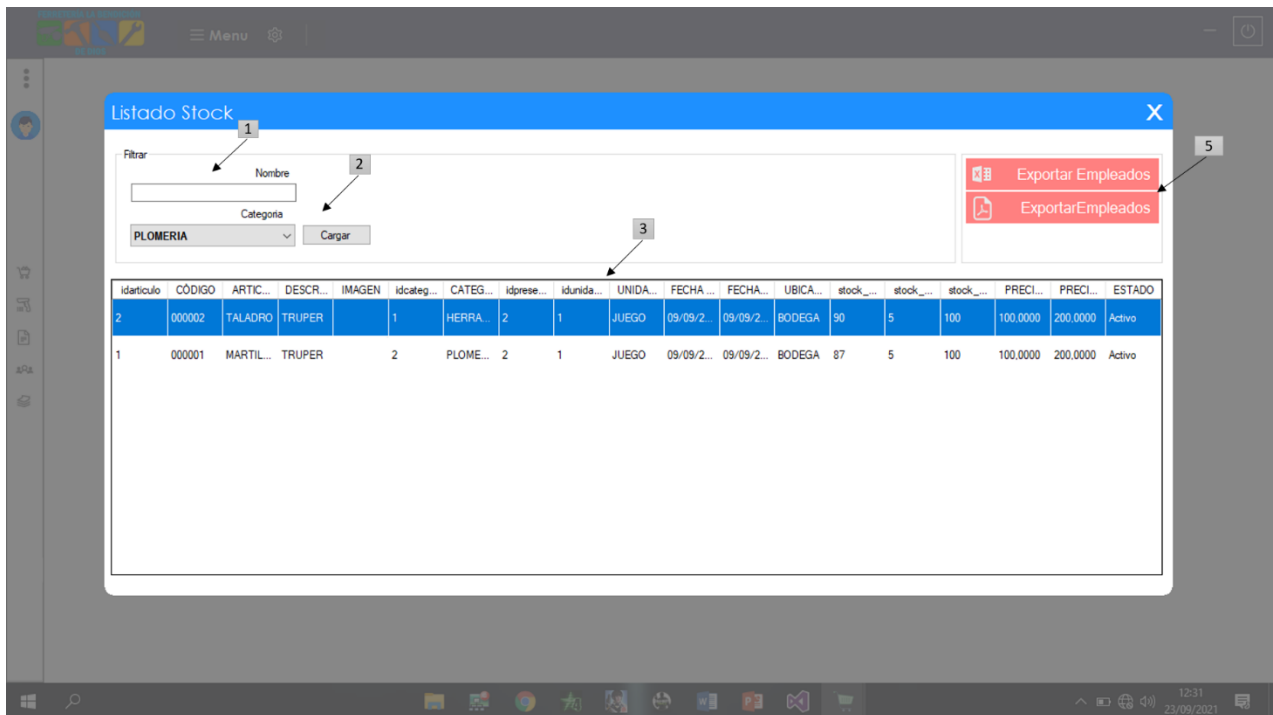 Menu
Listado Stock
X
1
Filtrar
2
5
Nombre
Exportar Empleados
Categoria
ExportarEmpleados
PLOMERIA
Cargar
3
idarticulo CÓDIGO ARTIC... DESCR... IMAGEN idcateg... CATEG... idprese... idunida... UNIDA... FECHA ... FECHA... UBICA... stock_... stock_... stock_... PRECI... PRECI... ESTADO
2 000002 TALADRO TRUPER 1 HERRA... 2 1 JUEGO 09/09/2... 09/09/2... BODEGA 90 5 100 100,0000 200,0000 Activo
1 000001 MARTIL... TRUPER 2 PLOME... 2 1 JUEGO 09/09/2... 09/09/2... BODEGA 87 5 100 100,0000 200,0000 Activo
12:31
23/09/2021